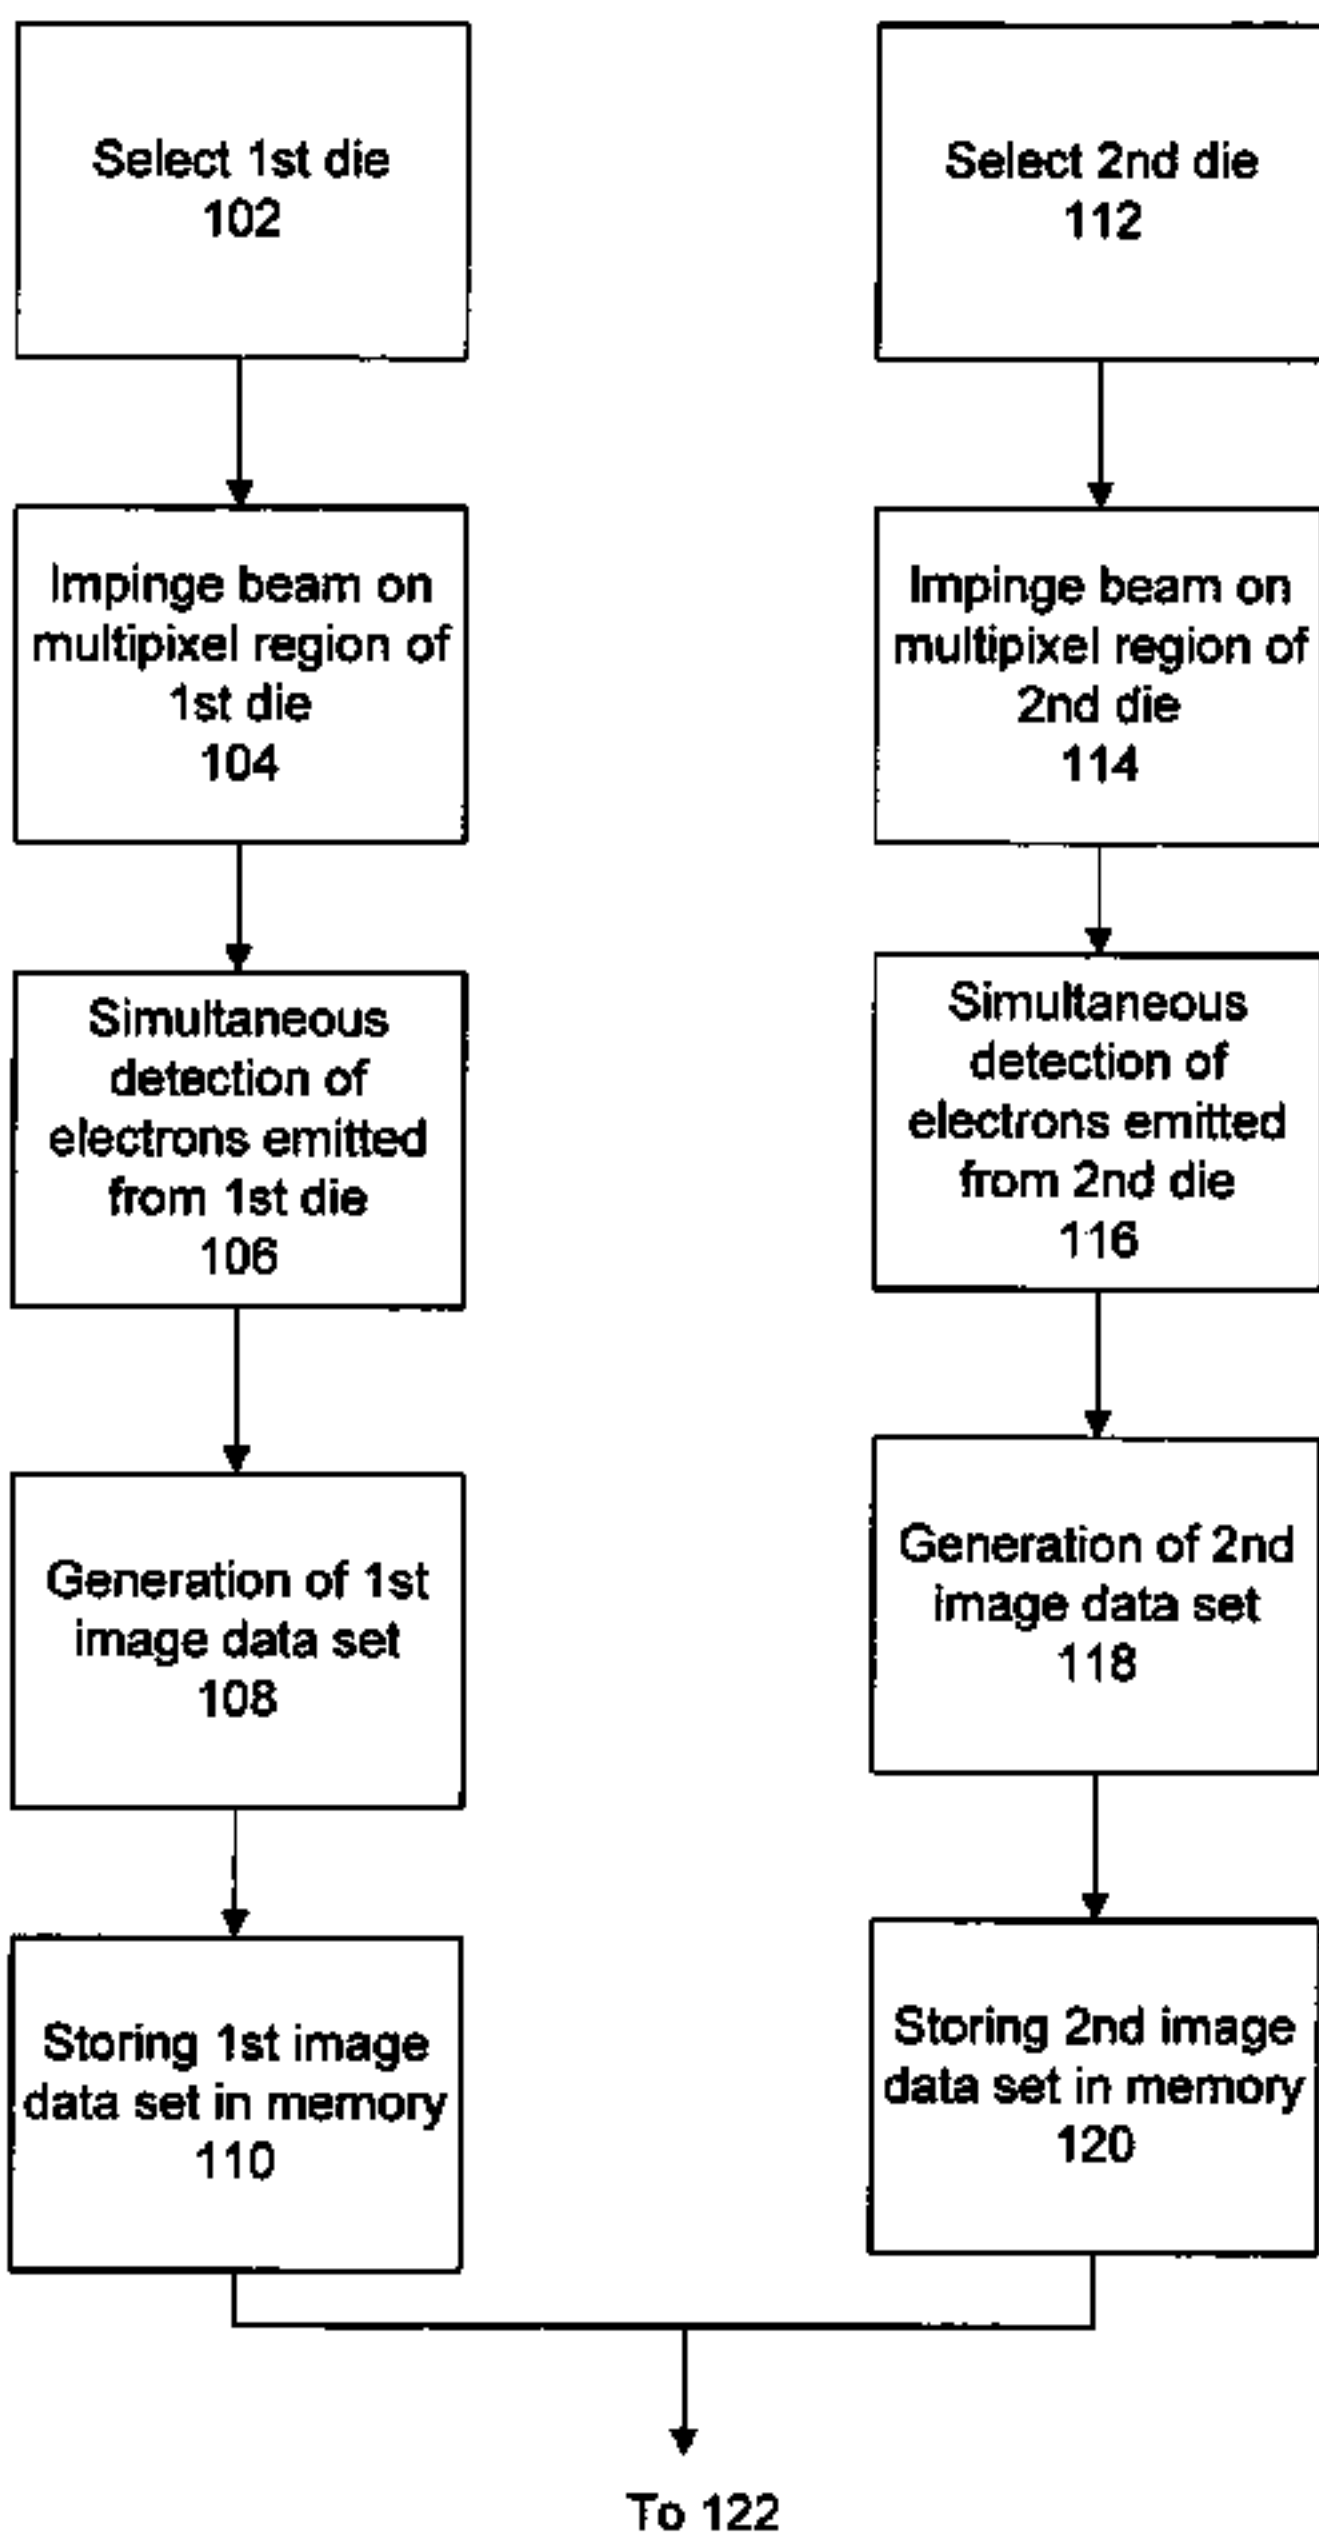 Select 1st die
102
Impinge beam on
multipixel region of
1st die
104
Simultaneous
detection of
electrons emitted
from 1st die
106
Generation of 1st
image data set
108
Storing 1st image
data set in memory
110
Select 2nd die
112
Impinge beam on
multipixel region of
2nd die
114
Simultaneous
detection of
electrons emitted
from 2nd die
116
Generation of 2nd
image data set
118
Storing 2nd image
data set in memory
120
To 122